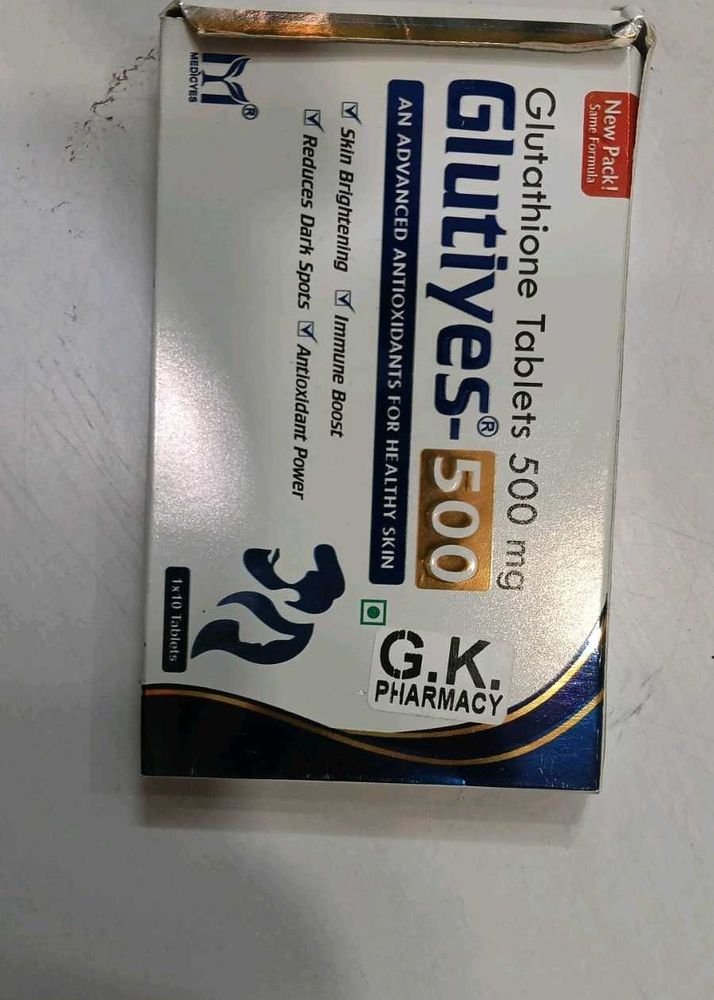 New Pack!
Same Formula
Glutathione Tablets 500 mg
Glutiyes®-500
AN ADVANCED ANTIOXIDANTS FOR HEALTHY SKIN
Skin Brightening
Immune Boost
Reduces Dark Spots
Antioxidant Power
MEDICYES
®
1x10 Tablets
G.K.
PHARMACY